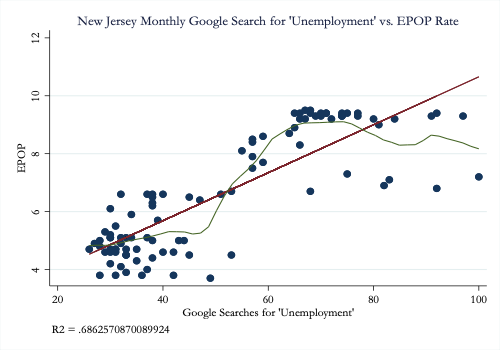 New Jersey Monthly Google Search for 'Unemployment' vs. EPOP Rate
12
10
8
6
4
EPOP
20
40
60
80
100
Google Searches for 'Unemployment'
R2 = .6862570870089924